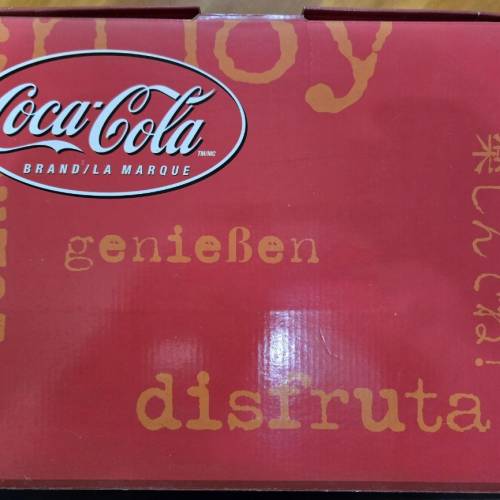 enjoy
Coca-Cola
TM/MC
BRAND/LA MARQUE
genießen
楽しんでね!
disfruta